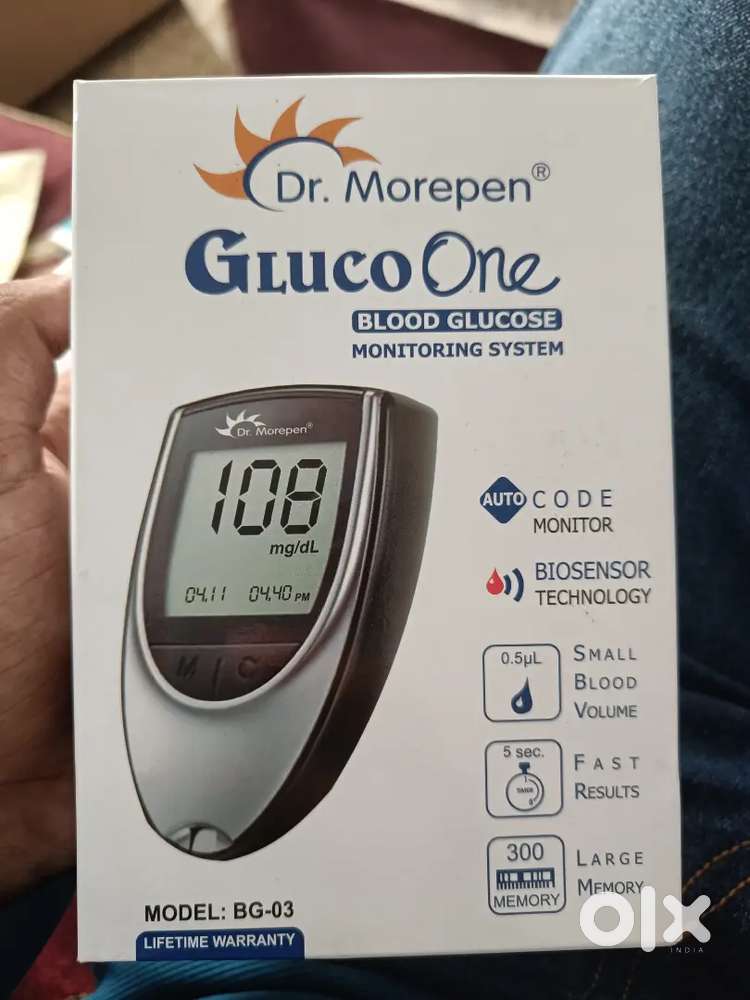 Dr. Morepen®
GLUCO One
BLOOD GLUCOSE
MONITORING SYSTEM
Dr. Morepen®
108
mg/dL
04.11 04.40 PM
M C
AUTO CODE
MONITOR
BIOSENSOR
TECHNOLOGY
0.5µL
SMALL
BLOOD
VOLUME
5 sec.
FAST
RESULTS
300
MEMORY
LARGE
MEMORY
MODEL: BG-03
LIFETIME WARRANTY
olx
INDIA